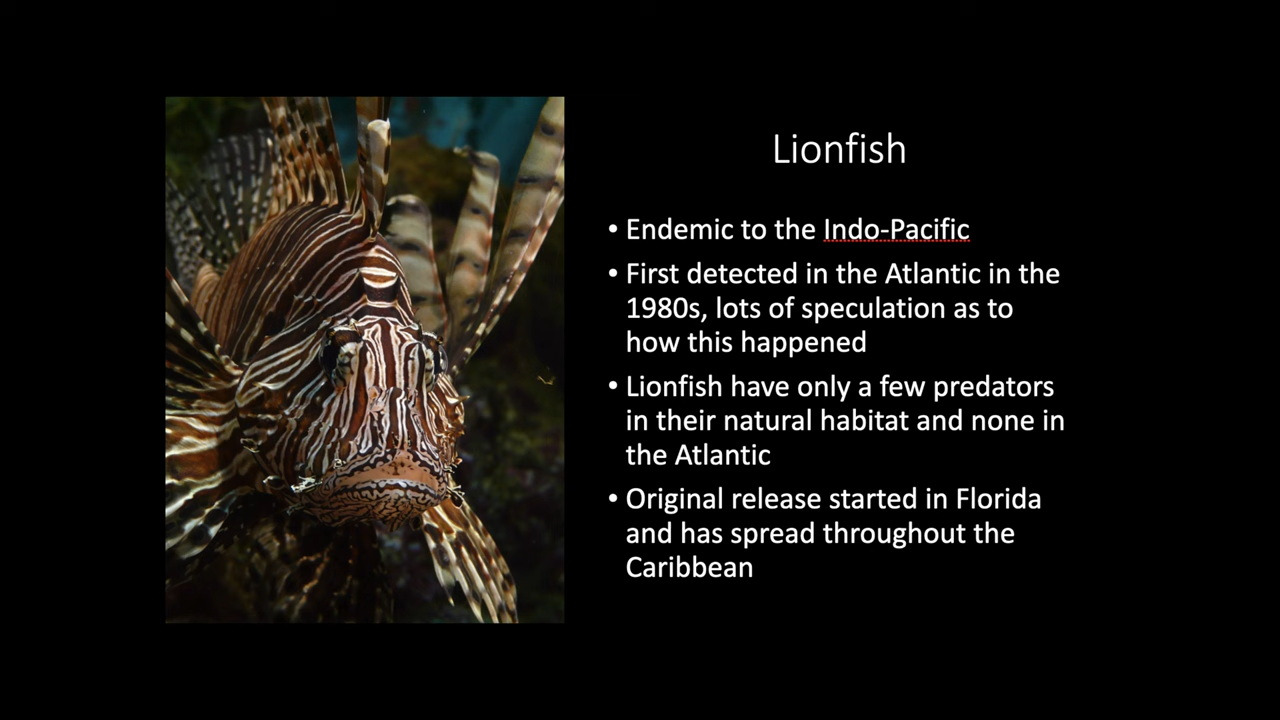 Lionfish
• Endemic to the Indo-Pacific
• First detected in the Atlantic in the
1980s, lots of speculation as to
how this happened
• Lionfish have only a few predators
in their natural habitat and none in
the Atlantic
• Original release started in Florida
and has spread throughout the
Caribbean